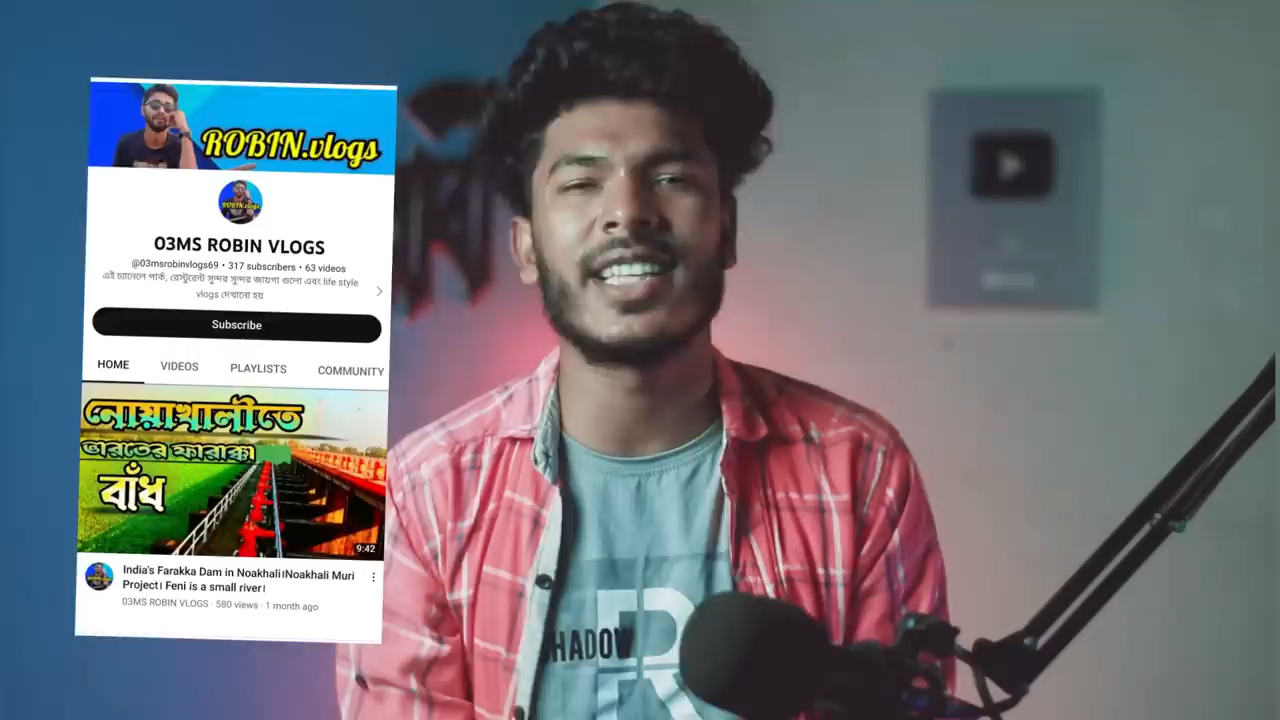 ROBIN.vlogs
ROBIN.vlogs
03MS ROBIN VLOGS
@03msrobinvlogs69 • 317 subscribers • 63 videos
এই চ্যানেলে পার্ক, রেস্টুরেন্ট সুন্দর সুন্দর জায়গা গুলো এবং life style
vlogs দেখানো হয়
Subscribe
HOME
VIDEOS
PLAYLISTS
COMMUNITY
নোয়াখালীতে
ভারতের ফারাক্কা
বাঁধ
9:42
India's Farakka Dam in Noakhali।Noakhali Muri
Project। Feni is a small river।
03MS ROBIN VLOGS · 580 views · 1 month ago
SHADOW
R